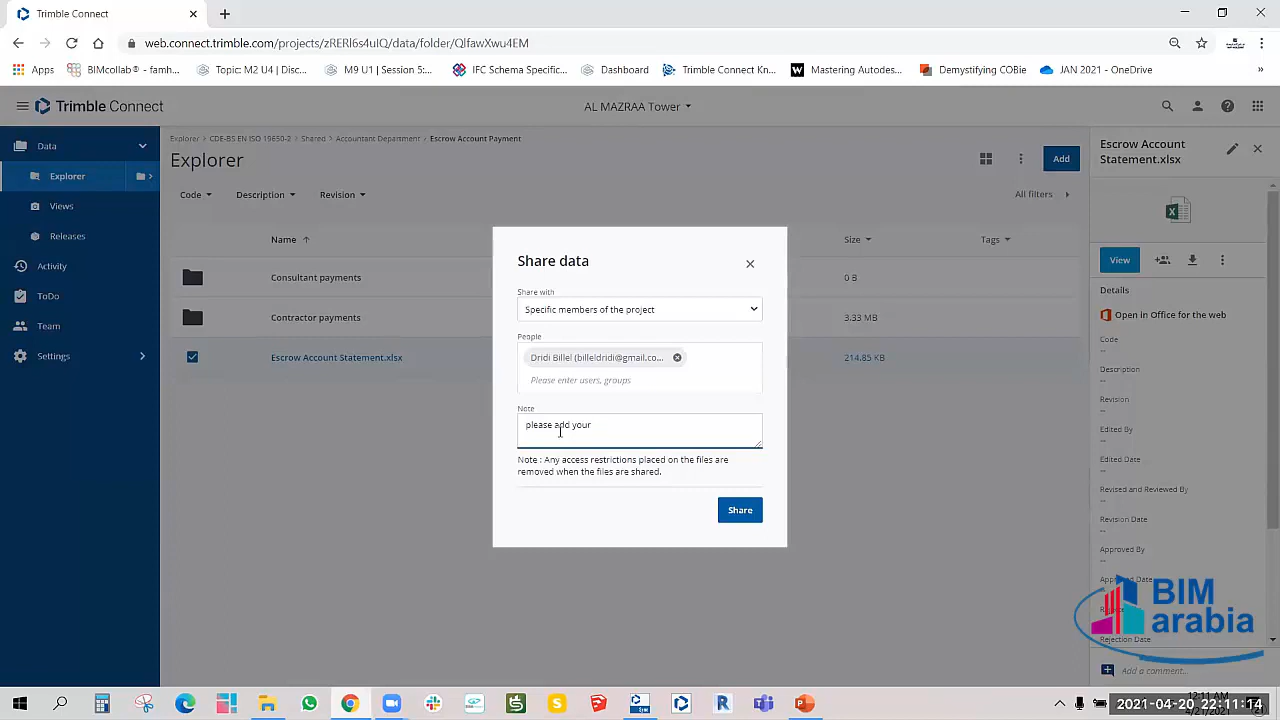 Trimble Connect
web.connect.trimble.com/projects/zRERl6s4uIQ/data/folder/QlfawXwu4EM
Apps
BIMcollab® - famh...
Topic: M2 U4 | Disc...
M9 U1 | Session 5:...
IFC Schema Specific...
Dashboard
Trimble Connect Kn...
Mastering Autodes...
Demystifying COBie
JAN 2021 - OneDrive
»
Trimble Connect
AL MAZRAA Tower
Data
Explorer
Views
Releases
Activity
ToDo
Team
Settings
Explorer › CDE-BS EN ISO 19650-2 › Shared › Accountant Department › Escrow Account Payment
Explorer
Add
Code
Description
Revision
All filters
Name
Size
Tags
Consultant payments
0 B
Contractor payments
3.33 MB
Escrow Account Statement.xlsx
214.85 KB
Share data
Share with
Specific members of the project
People
Dridi Billel (billeldridi@gmail.co...
Please enter users, groups
Note
please add your
Note : Any access restrictions placed on the files are
removed when the files are shared.
Share
Escrow Account
Statement.xlsx
View
Details
Open in Office for the web
Code
--
Description
--
Revision
--
Edited By
--
Edited Date
--
Revised and Reviewed By
--
Revision Date
--
Approved By
--
Rejection Date
Add a comment...
BIM
arabia
12:11 AM
2021-04-20 22:11:14